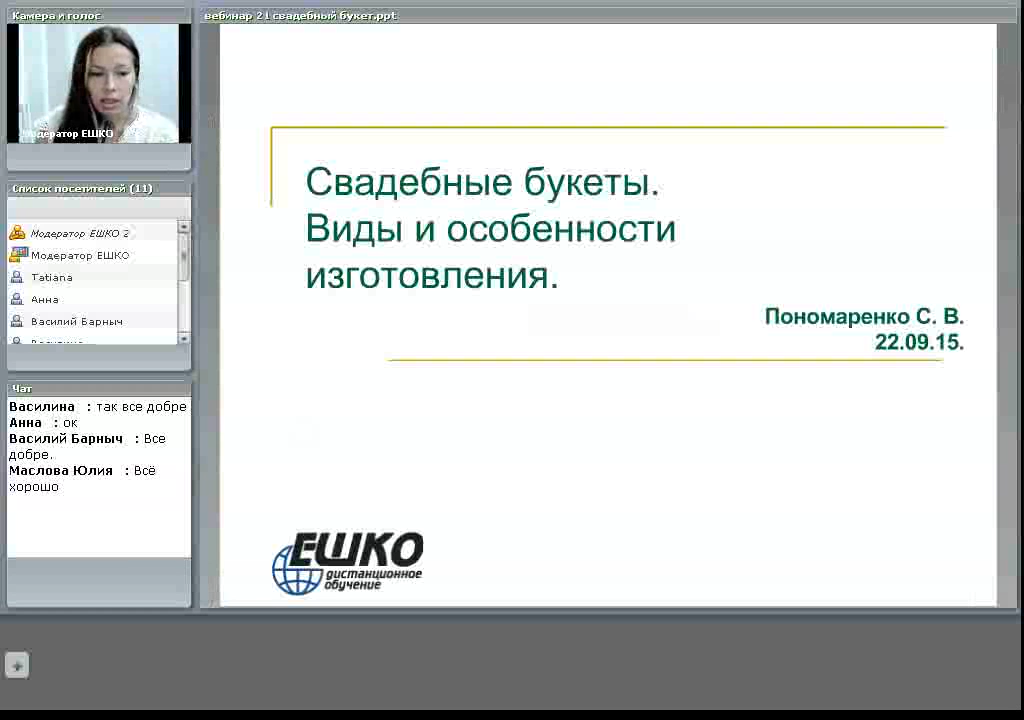 Камера и голос
Модератор ЕШКО
Список посетителей (11)
Модератор ЕШКО 2
Модератор ЕШКО
Tatiana
Анна
Василий Барныч
Чат
Василина : так все добре
Анна : ок
Василий Барныч : Все
добре.
Маслова Юлия : Всё
хорошо
вебинар 21 свадебный букет.ppt
Свадебные букеты.
Виды и особенности
изготовления.
Пономаренко С. В.
22.09.15.
ЕШКО
дистанционное
обучение